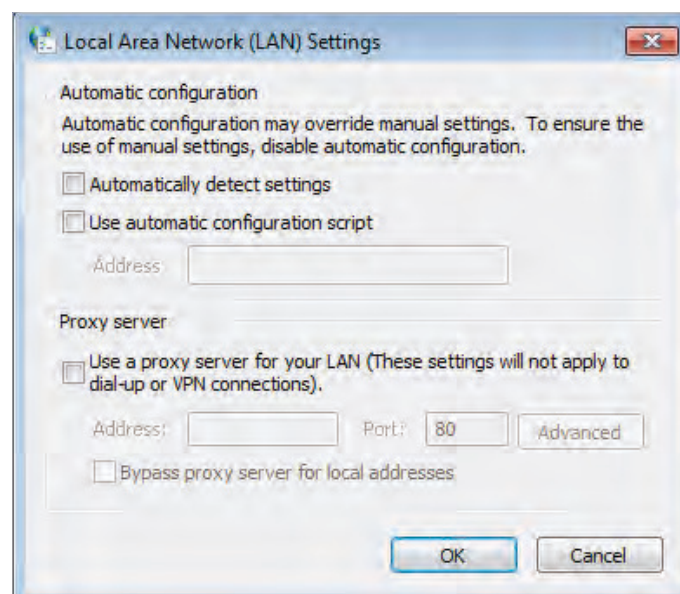 Local Area Network (LAN) Settings
Automatic configuration
Automatic configuration may override manual settings. To ensure the
use of manual settings, disable automatic configuration.
Automatically detect settings
Use automatic configuration script
Address
Proxy server
Use a proxy server for your LAN (These settings will not apply to
dial-up or VPN connections).
Address: Port: 80 Advanced
Bypass proxy server for local addresses
OK Cancel